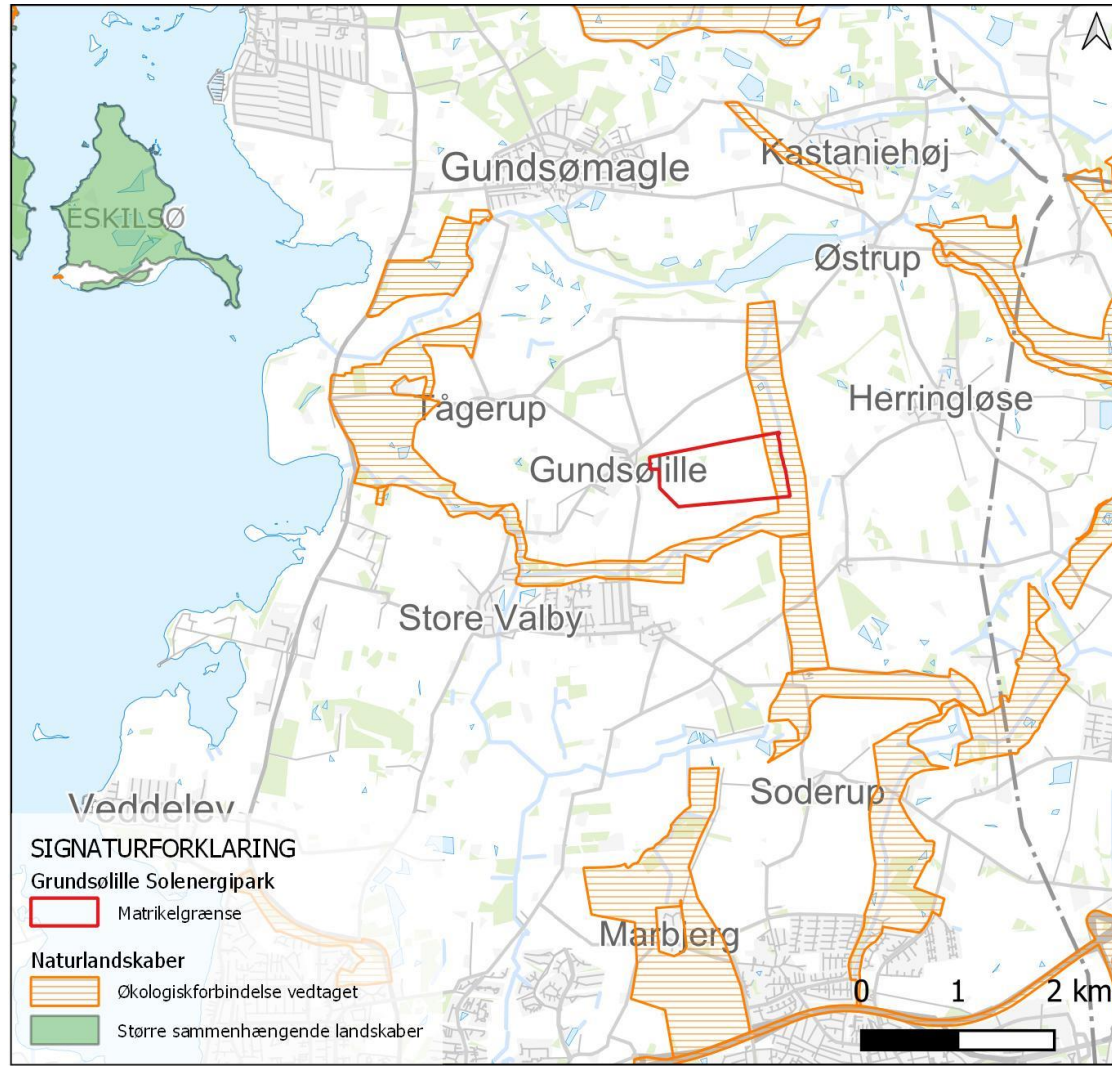 Gundsømagle
Kastaniehøj
ESKILSØ
Østrup
Tågerup
Herringløse
Gundsølille
Store Valby
Soderup
Veddelev
Marbjerg
SIGNATURFORKLARING
Grundsølille Solenergipark
Matrikelgrænse
Naturlandskaber
Økologiskforbindelse vedtaget
Større sammenhængende landskaber
0 1 2 km